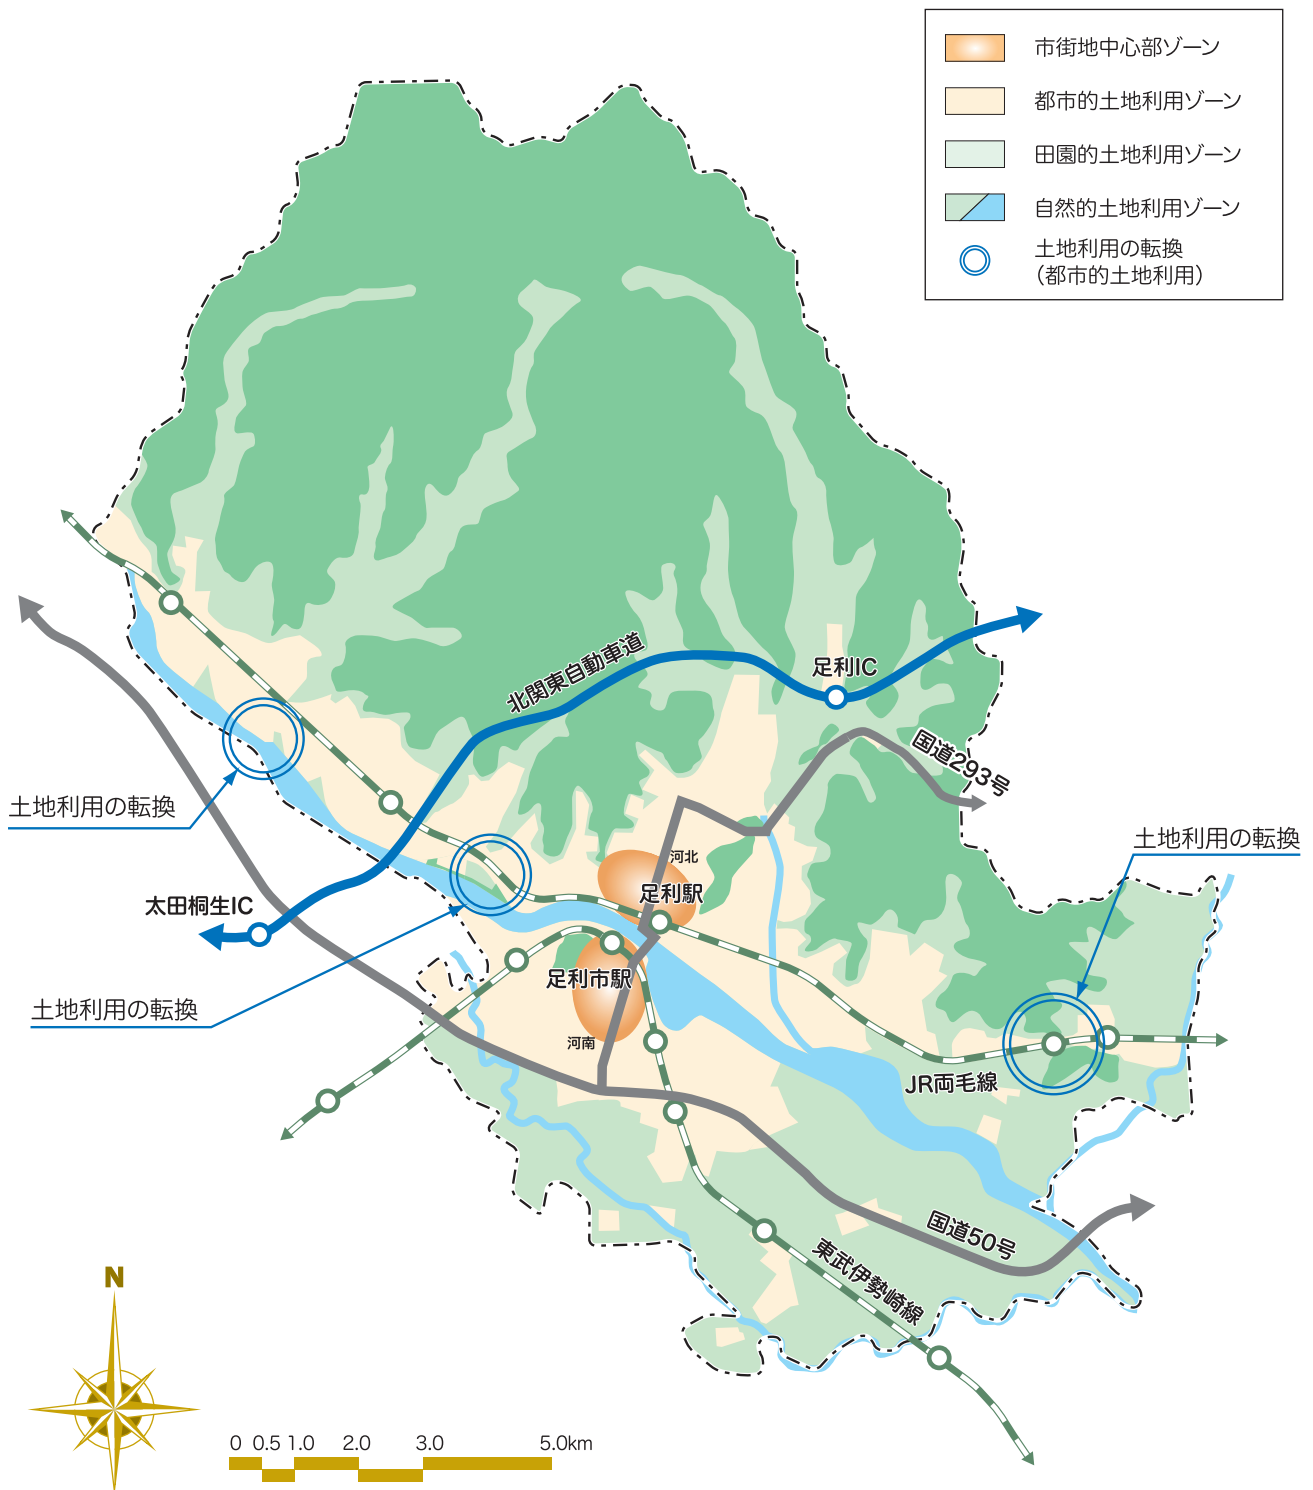 市街地中心部ゾーン
都市的土地利用ゾーン
田園的土地利用ゾーン
自然的土地利用ゾーン
土地利用の転換
（都市的土地利用）
北関東自動車道
足利IC
国道293号
土地利用の転換
土地利用の転換
河北
足利駅
太田桐生IC
足利市駅
土地利用の転換
河南
JR両毛線
国道50号
東武伊勢崎線
N
0 0.5 1.0 2.0 3.0 5.0km